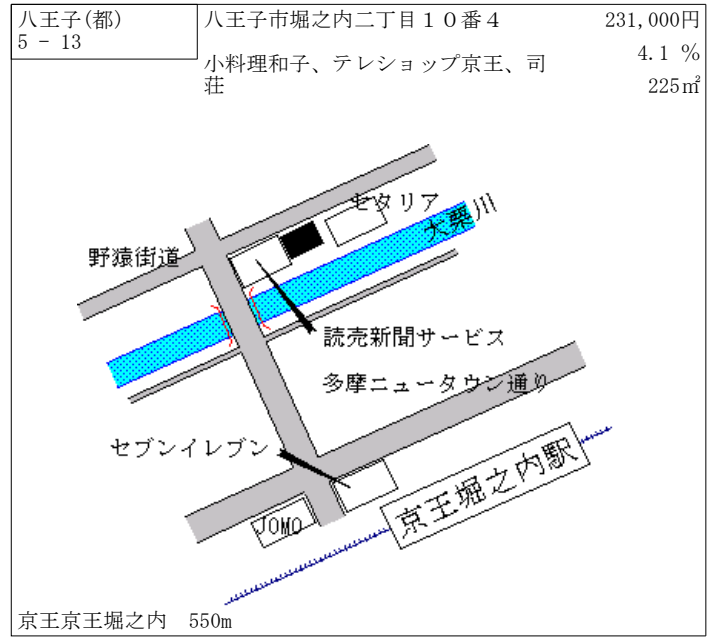 八王子(都)
5 - 13
八王子市堀之内二丁目１０番４
231,000円
小料理和子、テレショップ京王、司
荘
4.1 %
225㎡
セタリア
大栗川
野猿街道
読売新聞サービス
多摩ニュータウン通り
セブンイレブン
京王堀之内駅
JOMO
京王京王堀之内 550m